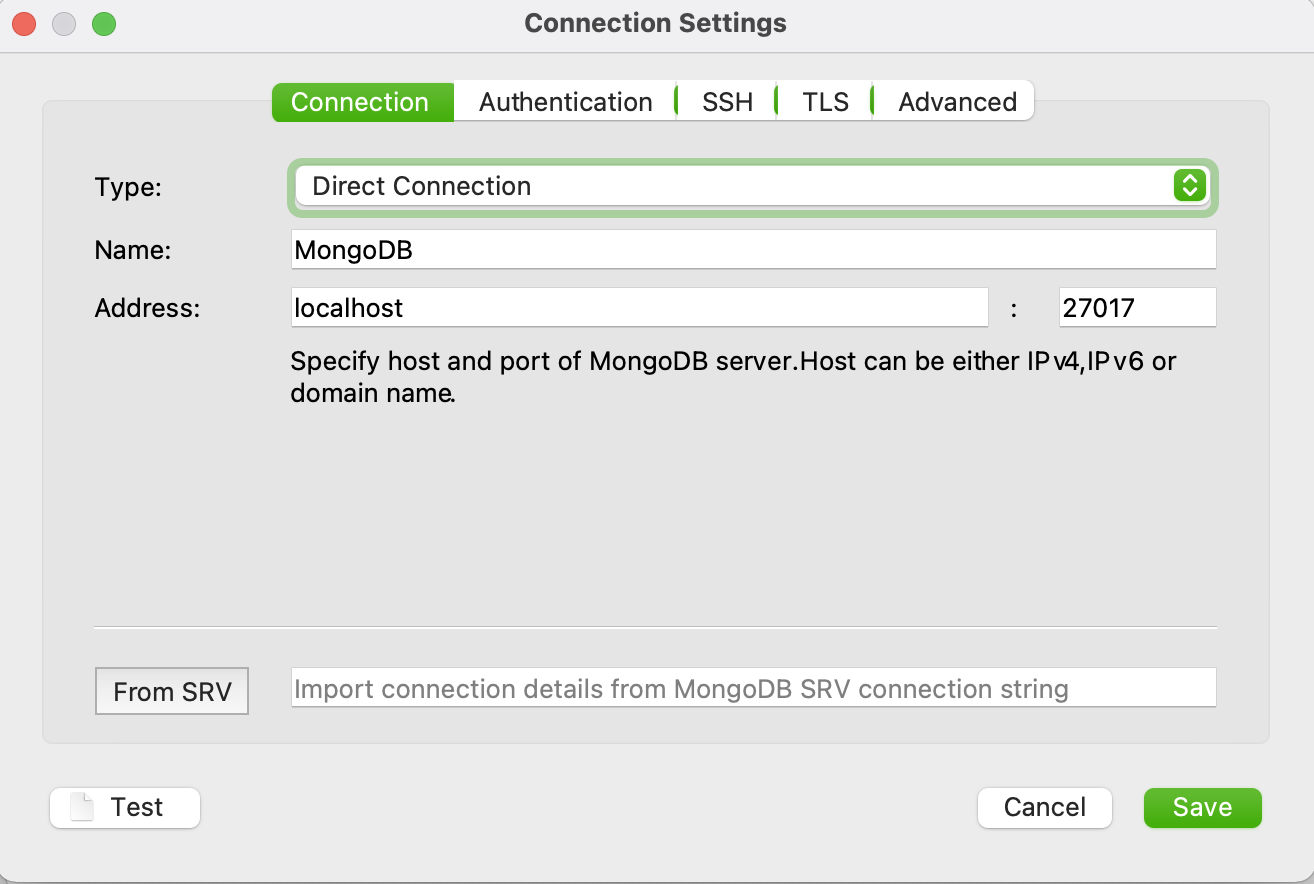 Connection Settings
Connection Authentication SSH TLS Advanced
Type: Direct Connection
Name: MongoDB
Address: localhost : 27017
Specify host and port of MongoDB server.Host can be either IPv4,IPv6 or
domain name.
From SRV Import connection details from MongoDB SRV connection string
Test Cancel Save